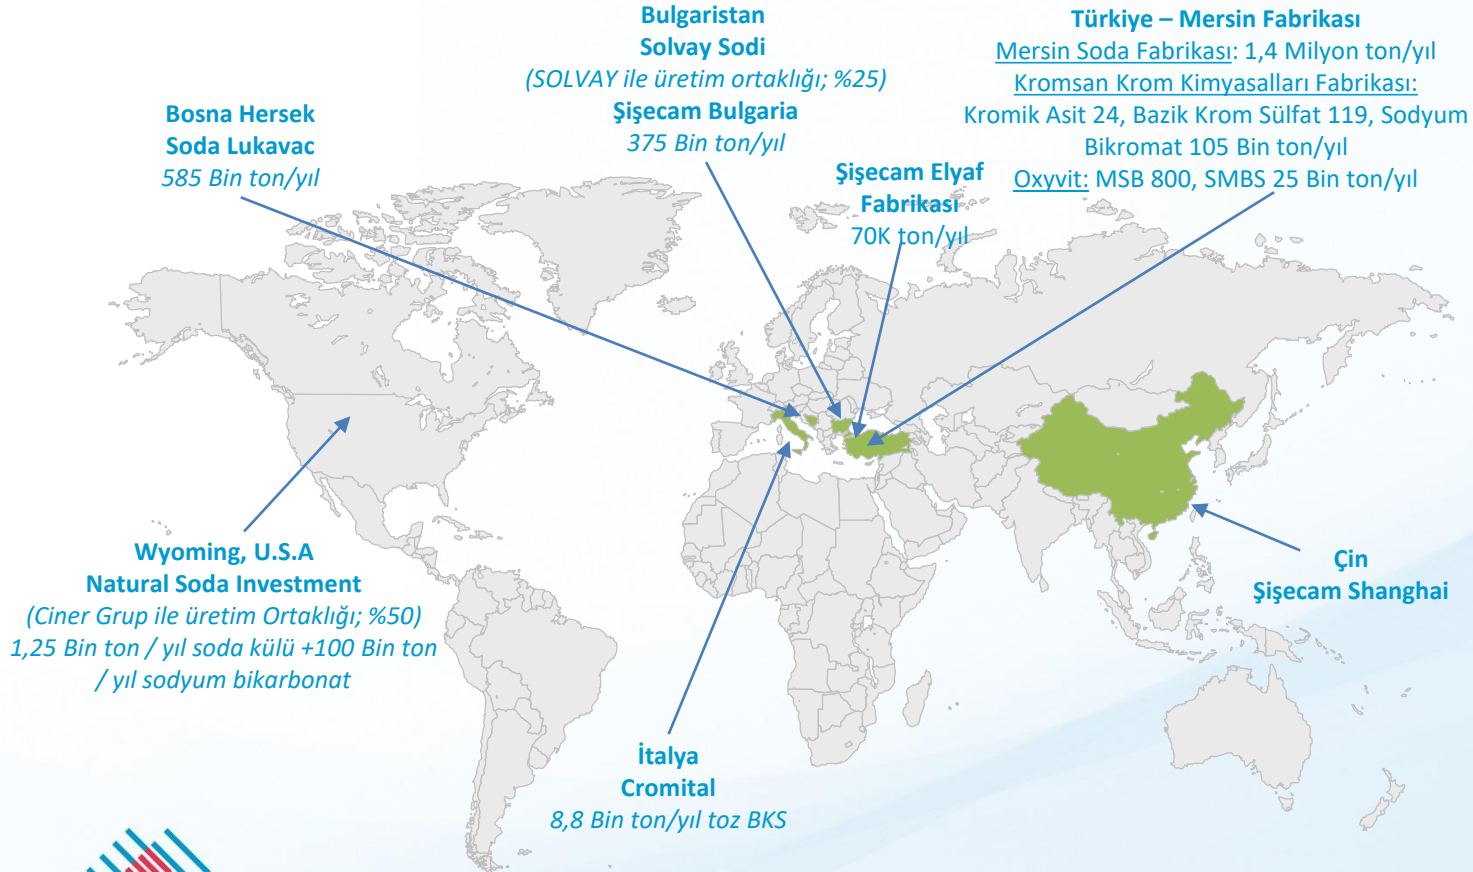 Bulgaristan
Solvay Sodi
(SOLVAY ile üretim ortaklığı; %25)
Şişecam Bulgaria
375 Bin ton/yıl
Türkiye – Mersin Fabrikası
Mersin Soda Fabrikası: 1,4 Milyon ton/yıl
Kromsan Krom Kimyasalları Fabrikası:
Kromik Asit 24, Bazik Krom Sülfat 119, Sodyum
Bikromat 105 Bin ton/yıl
Oxyvit: MSB 800, SMBS 25 Bin ton/yıl
Bosna Hersek
Soda Lukavac
585 Bin ton/yıl
Şişecam Elyaf
Fabrikası
70K ton/yıl
Wyoming, U.S.A
Natural Soda Investment
(Ciner Grup ile üretim Ortaklığı; %50)
1,25 Bin ton / yıl soda külü +100 Bin ton
/ yıl sodyum bikarbonat
Çin
Şişecam Shanghai
İtalya
Cromital
8,8 Bin ton/yıl toz BKS